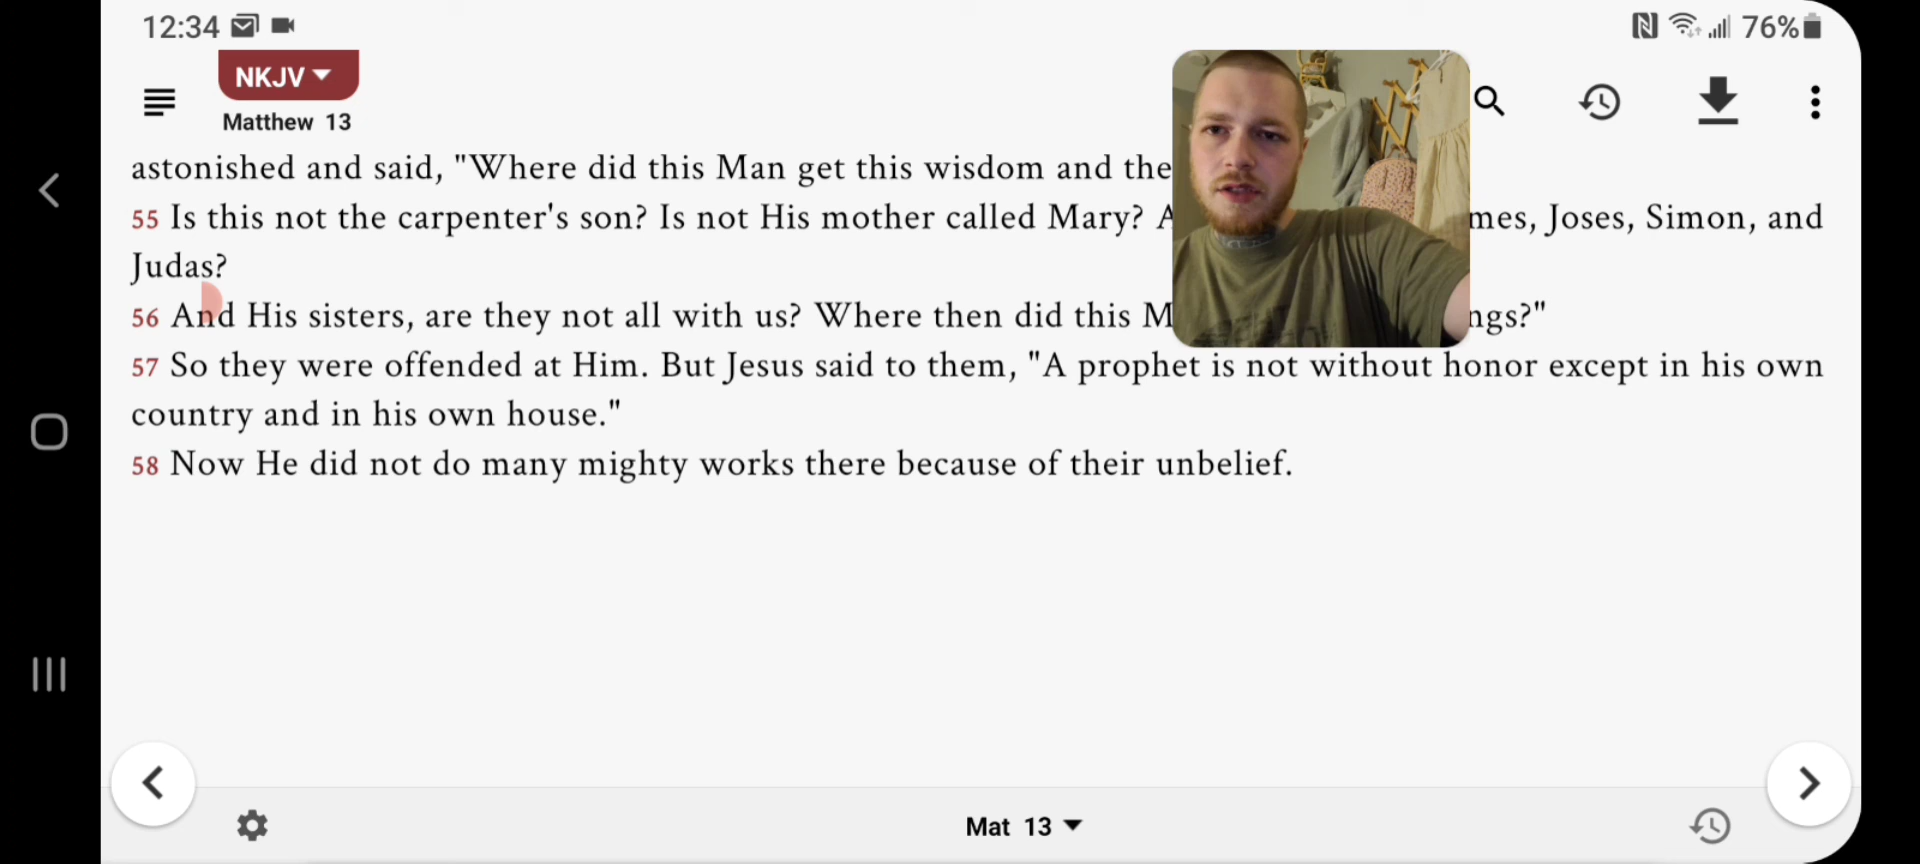 12:34
76%
NKJV
Matthew 13
astonished and said, "Where did this Man get this wisdom and the
55 Is this not the carpenter's son? Is not His mother called Mary? mes, Joses, Simon, and
Judas?
56 And His sisters, are they not all with us? Where then did this ngs?"
57 So they were offended at Him. But Jesus said to them, "A prophet is not without honor except in his own
country and in his own house."
58 Now He did not do many mighty works there because of their unbelief.
Mat 13